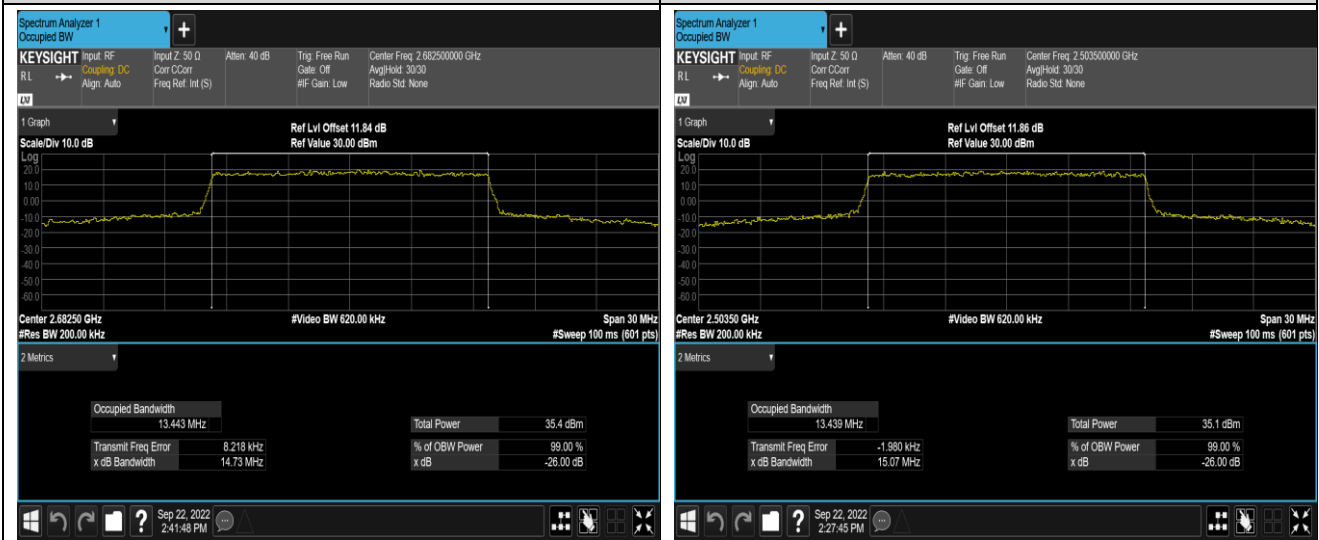 Spectrum Analyzer 1
Occupied BW
+
KEYSIGHT Input: RF Input Z: 50 Ω Atten: 40 dB Trig: Free Run Center Freq: 2.682500000 GHz
RL Coupling: DC Corr CCorr Gate: Off Avg|Hold: 30/30
Align: Auto Freq Ref: Int (S) #IF Gain: Low Radio Std: None
LXI
1 Graph
Ref Lvl Offset 11.84 dB
Scale/Div 10.0 dB Ref Value 30.00 dBm
Log
20.0
10.0
0.00
-10.0
-20.0
-30.0
-40.0
-50.0
-60.0
Center 2.68250 GHz #Video BW 620.00 kHz Span 30 MHz
#Res BW 200.00 kHz #Sweep 100 ms (601 pts)
2 Metrics
Occupied Bandwidth
13.443 MHz Total Power 35.4 dBm
Transmit Freq Error 8.218 kHz % of OBW Power 99.00 %
x dB Bandwidth 14.73 MHz x dB -26.00 dB
? Sep 22, 2022
2:41:48 PM
Spectrum Analyzer 1
Occupied BW
+
KEYSIGHT Input: RF Input Z: 50 Ω Atten: 40 dB Trig: Free Run Center Freq: 2.503500000 GHz
RL Coupling: DC Corr CCorr Gate: Off Avg|Hold: 30/30
Align: Auto Freq Ref: Int (S) #IF Gain: Low Radio Std: None
LXI
1 Graph
Ref Lvl Offset 11.86 dB
Scale/Div 10.0 dB Ref Value 30.00 dBm
Log
20.0
10.0
0.00
-10.0
-20.0
-30.0
-40.0
-50.0
-60.0
Center 2.50350 GHz #Video BW 620.00 kHz Span 30 MHz
#Res BW 200.00 kHz #Sweep 100 ms (601 pts)
2 Metrics
Occupied Bandwidth
13.439 MHz Total Power 35.1 dBm
Transmit Freq Error -1.980 kHz % of OBW Power 99.00 %
x dB Bandwidth 15.07 MHz x dB -26.00 dB
? Sep 22, 2022
2:27:45 PM